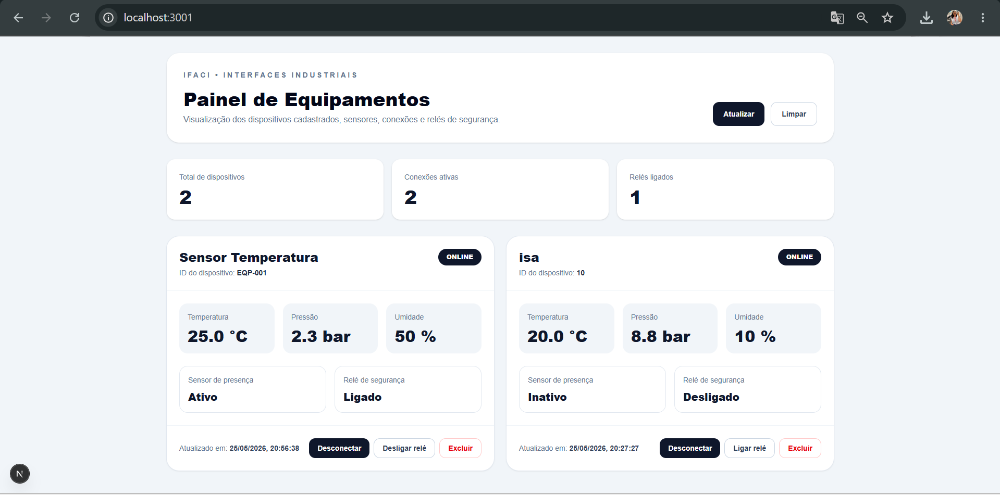 localhost:3001
IFACI • INTERFACES INDUSTRIAIS
Painel de Equipamentos
Visualização dos dispositivos cadastrados, sensores, conexões e relés de segurança.
Atualizar
Limpar
Total de dispositivos
2
Conexões ativas
2
Relés ligados
1
Sensor Temperatura
ONLINE
ID do dispositivo: EQP-001
Temperatura
25.0 °C
Pressão
2.3 bar
Umidade
50 %
Sensor de presença
Ativo
Relé de segurança
Ligado
Atualizado em: 25/05/2026, 20:56:38
Desconectar
Desligar relé
Excluir
isa
ONLINE
ID do dispositivo: 10
Temperatura
20.0 °C
Pressão
8.8 bar
Umidade
10 %
Sensor de presença
Inativo
Relé de segurança
Desligado
Atualizado em: 25/05/2026, 20:27:27
Desconectar
Ligar relé
Excluir
N